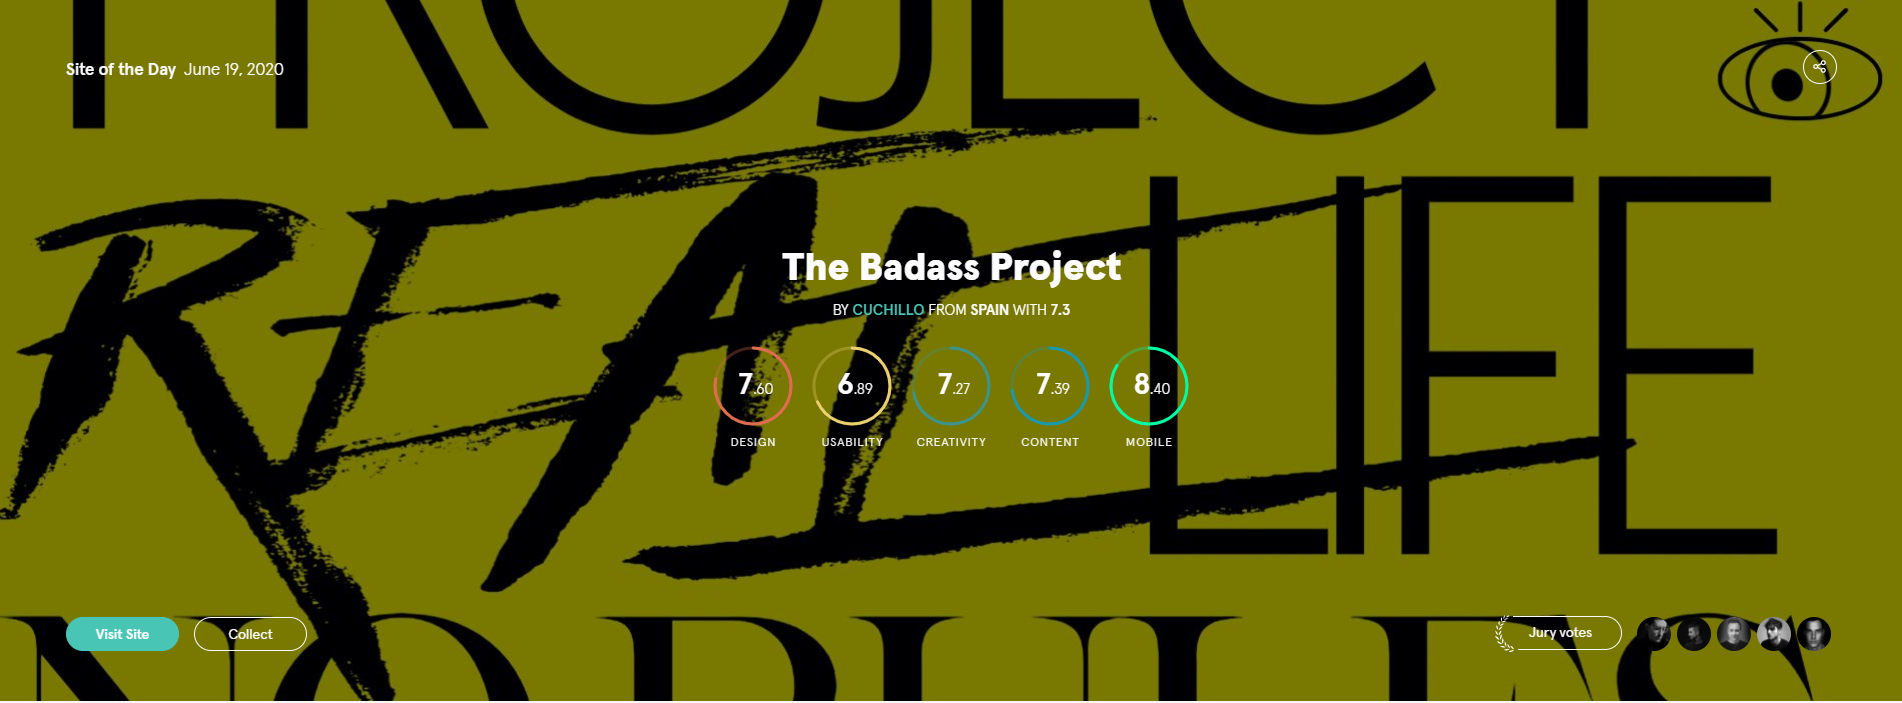 PROJECT
Site of the Day June 19, 2020
REAL LIFE
The Badass Project
BY CUCHILLO FROM SPAIN WITH 7.3
7.60 6.89 7.27 7.39 8.40
DESIGN USABILITY CREATIVITY CONTENT MOBILE
NO RULES
Visit Site Collect Jury votes